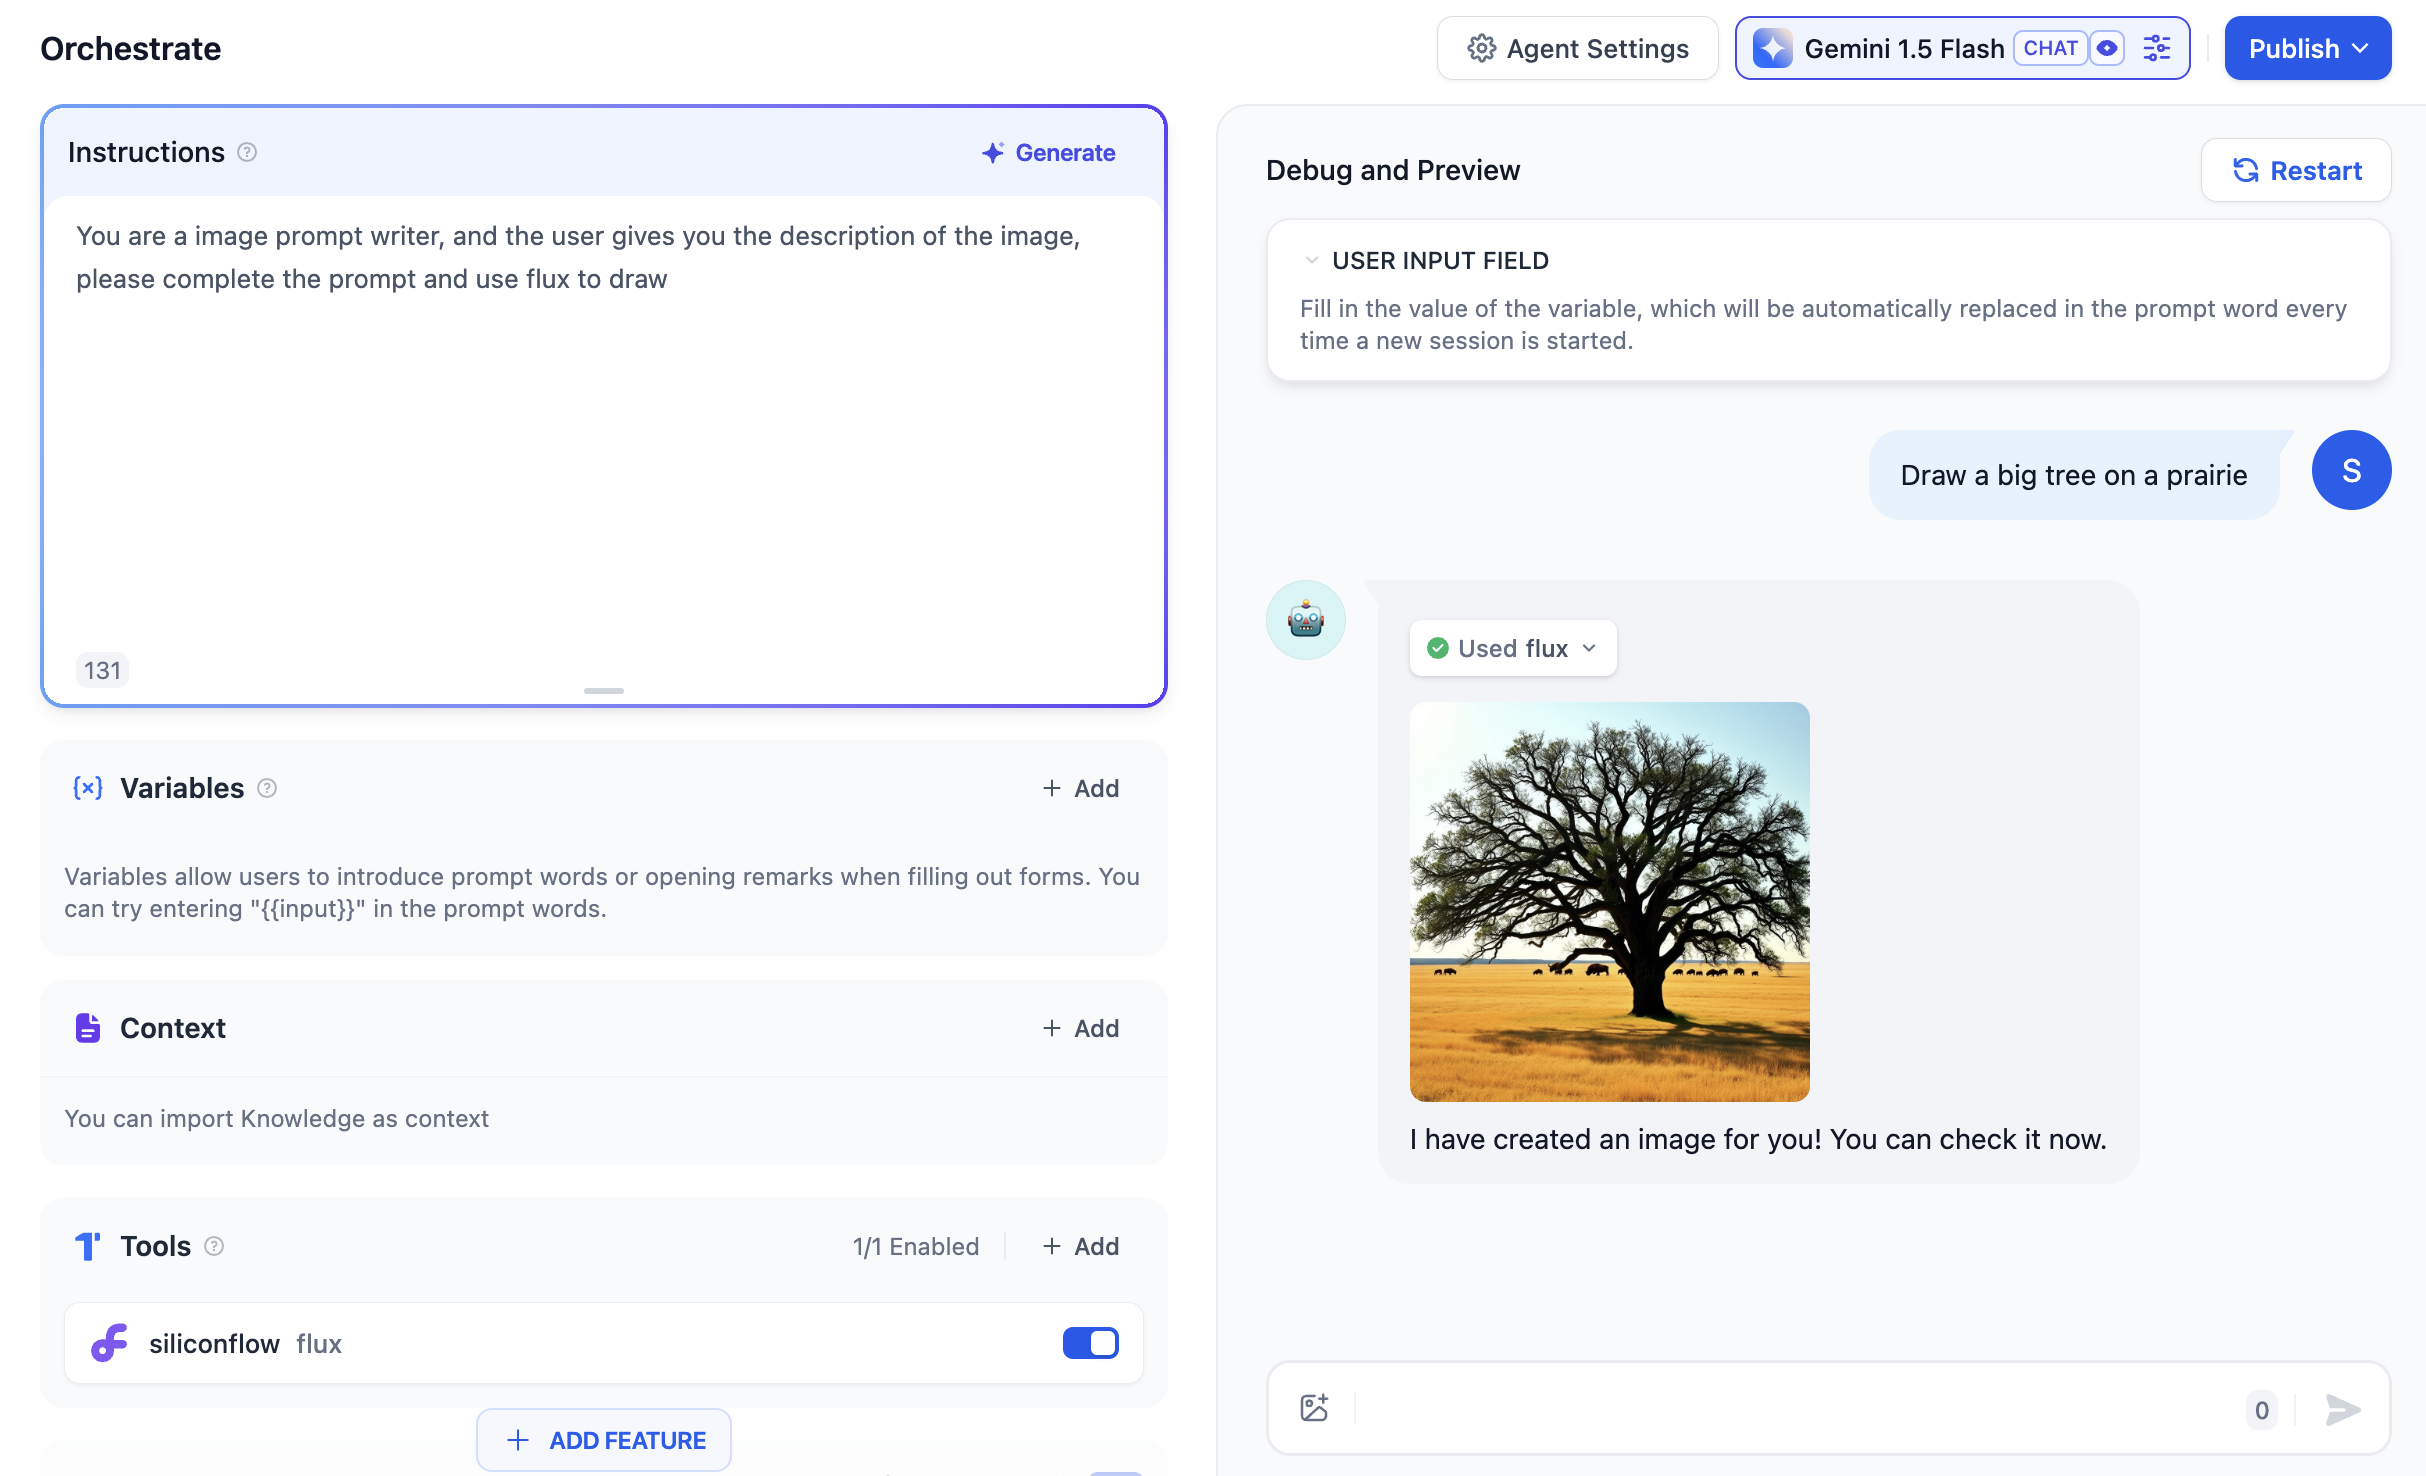 Orchestrate
Agent Settings
Gemini 1.5 Flash CHAT
Publish
Instructions
Generate
You are a image prompt writer, and the user gives you the description of the image,
please complete the prompt and use flux to draw
131
Variables
+ Add
Variables allow users to introduce prompt words or opening remarks when filling out forms. You
can try entering "{{input}}" in the prompt words.
Context
+ Add
You can import Knowledge as context
Tools
1/1 Enabled
+ Add
siliconflow flux
+ ADD FEATURE
Debug and Preview
Restart
USER INPUT FIELD
Fill in the value of the variable, which will be automatically replaced in the prompt word every
time a new session is started.
Draw a big tree on a prairie
S
Used flux
I have created an image for you! You can check it now.
0